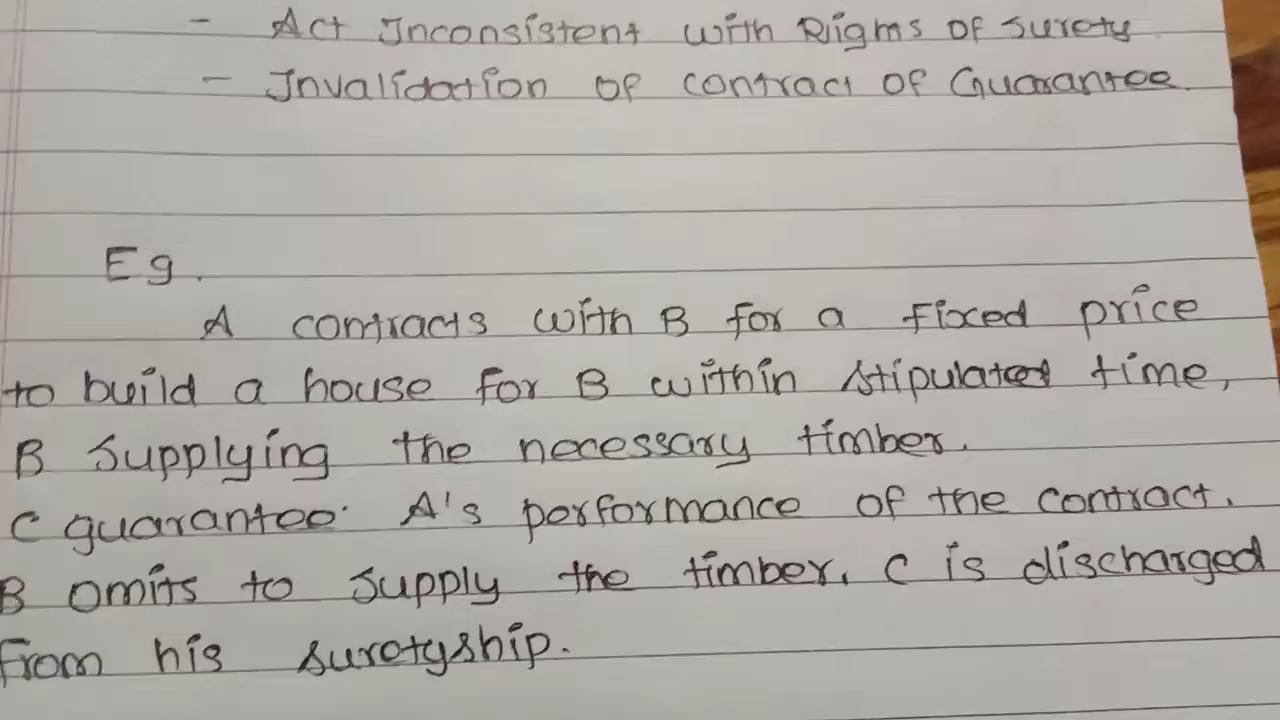 - Act Inconsistent with Rigms of surety
- Invalidation of contract of Guarantee.
Eg.
A contracts with B for a fixed price
to build a house for B within stipulated time,
B supplying the necessary timber.
C guarantee. A's performance of the contract.
B omits to supply the timber. C is discharged
from his suretyship.